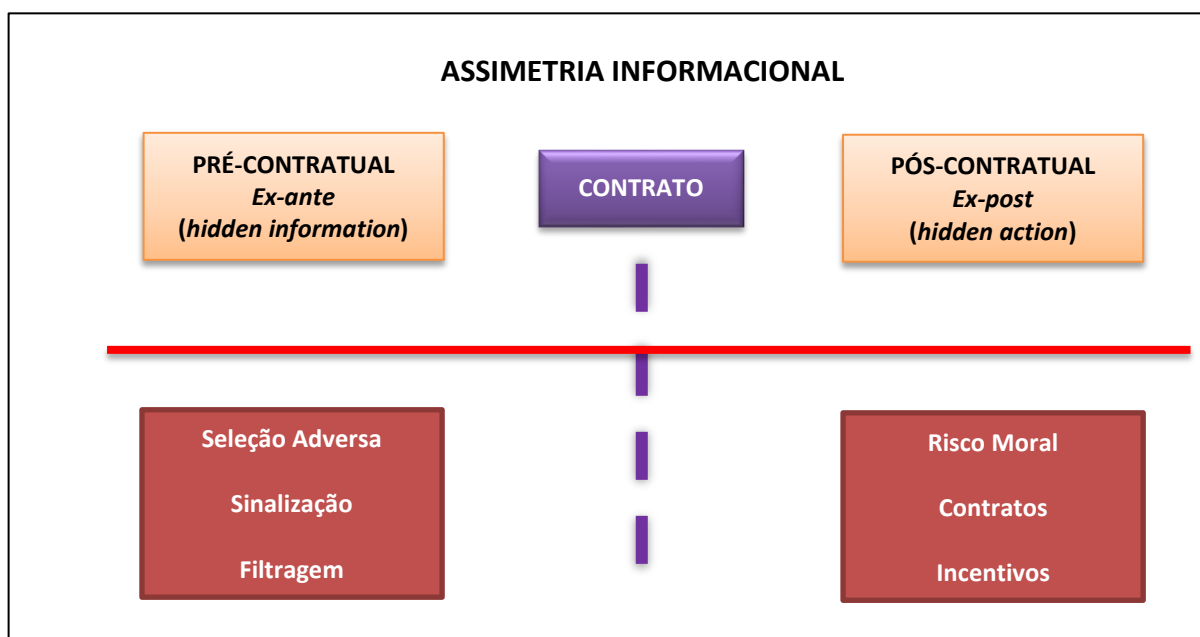 ASSIMETRIA INFORMACIONAL
PRÉ-CONTRATUAL
Ex-ante
(hidden information)
CONTRATO
PÓS-CONTRATUAL
Ex-post
(hidden action)
Seleção Adversa
Sinalização
Filtragem
Risco Moral
Contratos
Incentivos